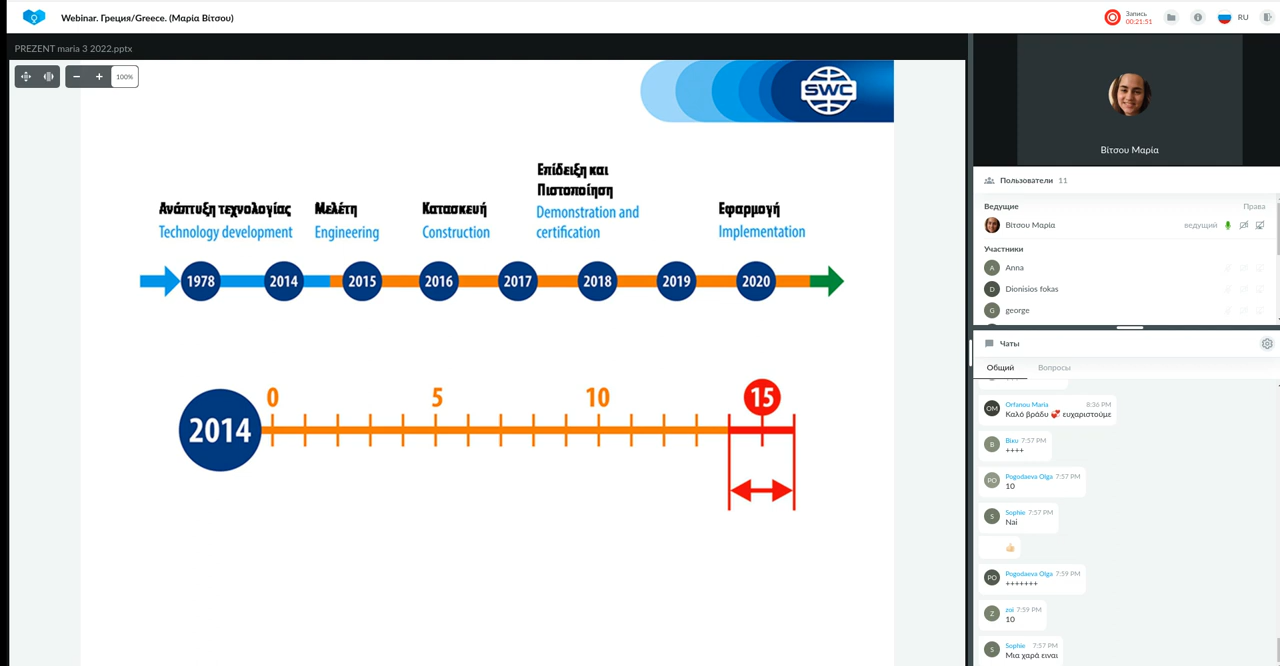 Webinar. Греция/Greece. (Μαρία Βίτσου)
Запись
00:21:51
RU
PREZENT maria 3 2022.pptx
100%
SWC
Ανάπτυξη τεχνολογίας
Technology development
Μελέτη
Engineering
Κατασκευή
Construction
Επίδειξη και
Πιστοποίηση
Demonstration and
certification
Εφαρμογή
Implementation
1978
2014
2015
2016
2017
2018
2019
2020
2014
0
5
10
15
Βίτσου Μαρία
Пользователи 11
Ведущие
Права
Βίτσου Μαρία
ведущий
Участники
A
Anna
D
Dionisios fokas
G
george
Чаты
Общий
Вопросы
OM
Orfanou Maria 8:36 PM
Καλό βράδυ 💞 ευχαριστούμε
B
Bixu 7:57 PM
++++
PO
Pogodaeva Olga 7:57 PM
10
S
Sophie 7:57 PM
Nai
👍
PO
Pogodaeva Olga 7:59 PM
+++++++
Z
zoi 7:59 PM
10
S
Sophie 7:57 PM
Μια χαρά ειναι